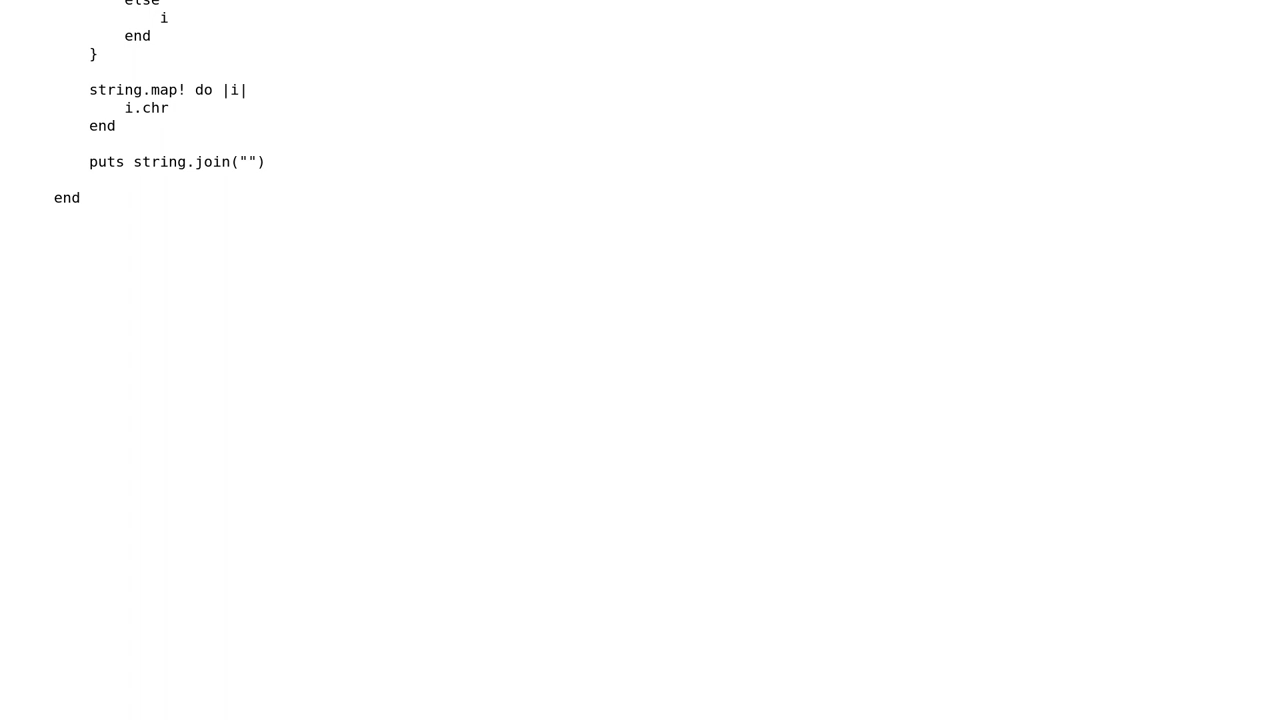 else
i
end
}
string.map! do |i|
i.chr
end
puts string.join("")
end